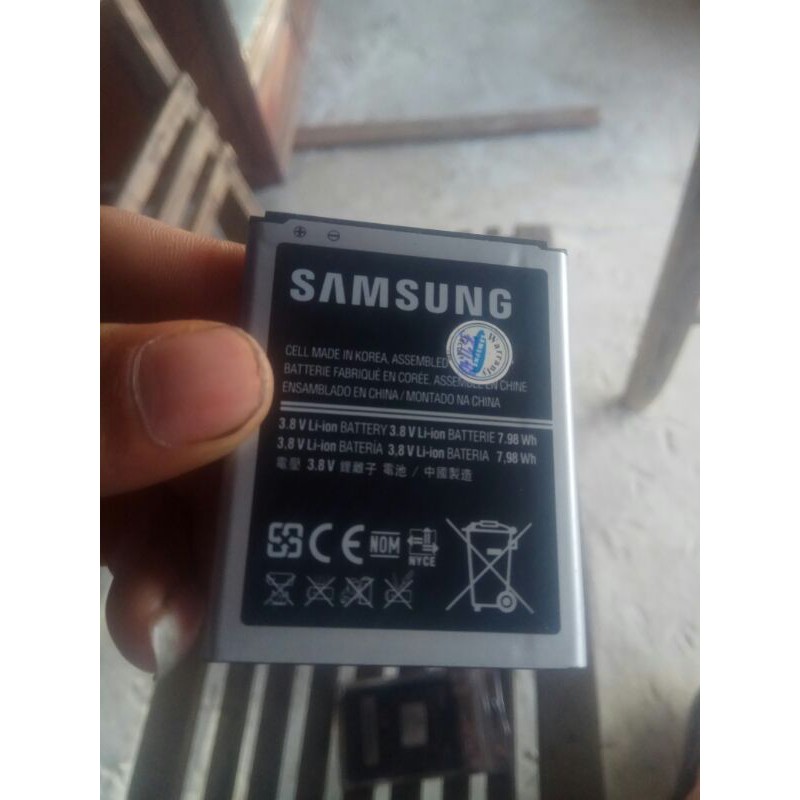 SAMSUNG
CELL MADE IN KOREA. ASSEMBLED
BATTERIE FABRIQUÉ EN CORÉE. ASSEMBLÉ EN CHINE
ENSAMBLADO EN CHINA / MONTADO NA CHINA
Warranty
3.8 V Li-ion BATTERY 3.8 V Li-ion BATTERIE 7.98 Wh
3,8 V Li-ion BATERÍA 3,8 V Li-ion BATERIA 7,98 Wh
電壓 3.8 V 鋰離子 電池 / 中國製造
CE NOM NYCE